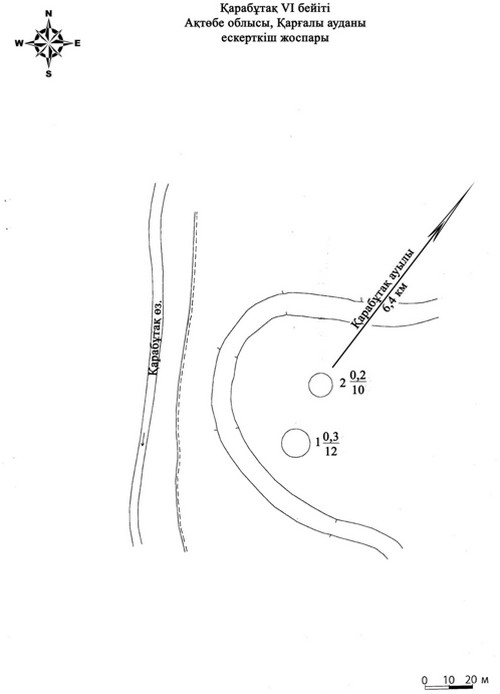 Қарабұтақ VI бейіті
Ақтөбе облысы, Қарғалы ауданы
ескерткіш жоспары
N
W E
S
Қарабұтақ ауылы
6,4 км
Қарабұтақ өз.
2 0,2
10
1 0,3
12
0 10 20 м